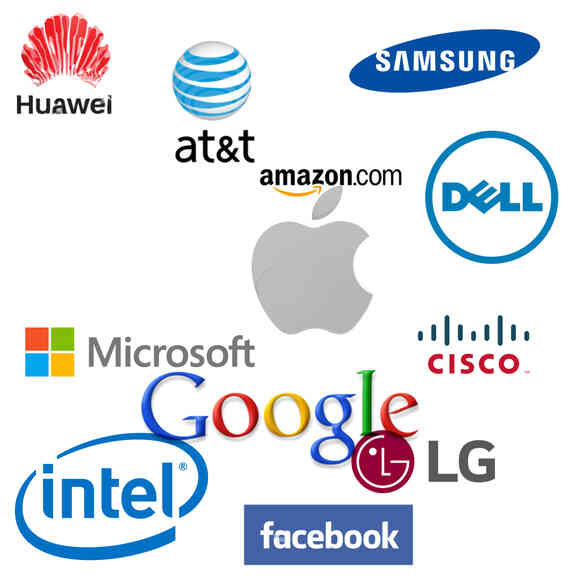 Huawei
at&t
SAMSUNG
amazon.com
DELL
Microsoft
CISCO
Google
LG
intel®
facebook